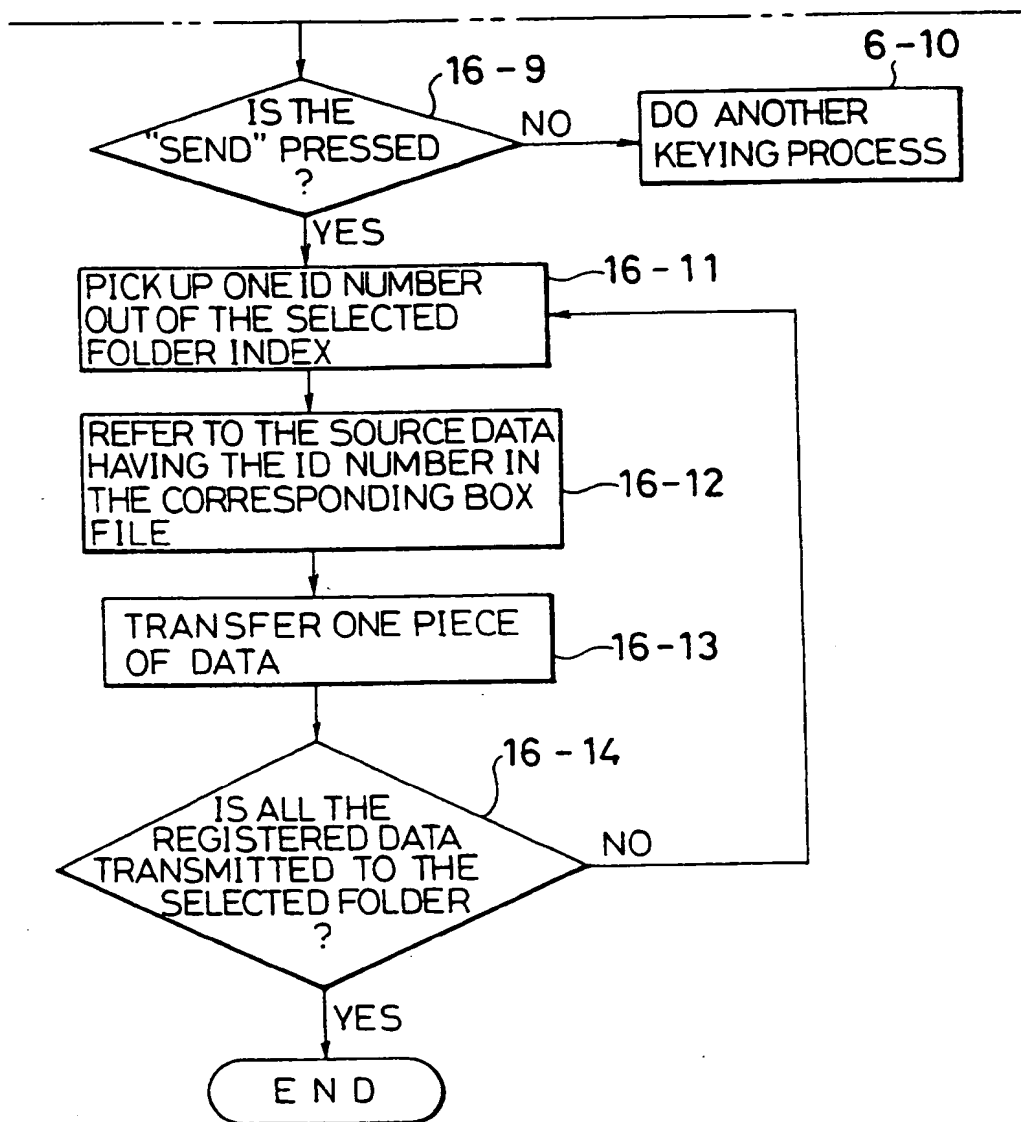 16-9
IS THE
"SEND" PRESSED
?
NO
6-10
DO ANOTHER
KEYING PROCESS
YES
16-11
PICK UP ONE ID NUMBER
OUT OF THE SELECTED
FOLDER INDEX
REFER TO THE SOURCE DATA
HAVING THE ID NUMBER IN
THE CORRESPONDING BOX
FILE
16-12
TRANSFER ONE PIECE
OF DATA
16-13
16-14
IS ALL THE
REGISTERED DATA
TRANSMITTED TO THE
SELECTED FOLDER
?
NO
YES
END